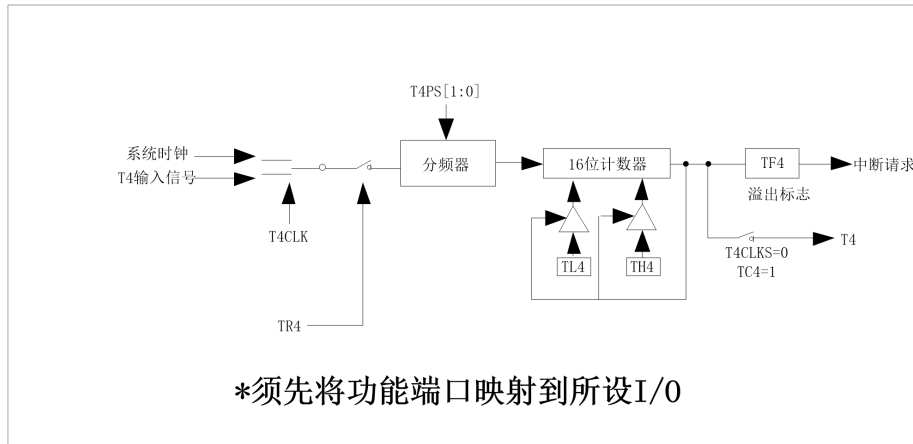 T4PS[1:0]
系统时钟
T4输入信号
分频器
16位计数器
TF4
中断请求
溢出标志
T4CLK
TL4
TH4
T4
T4CLKS=0
TC4=1
TR4
*须先将功能端口映射到所设I/O